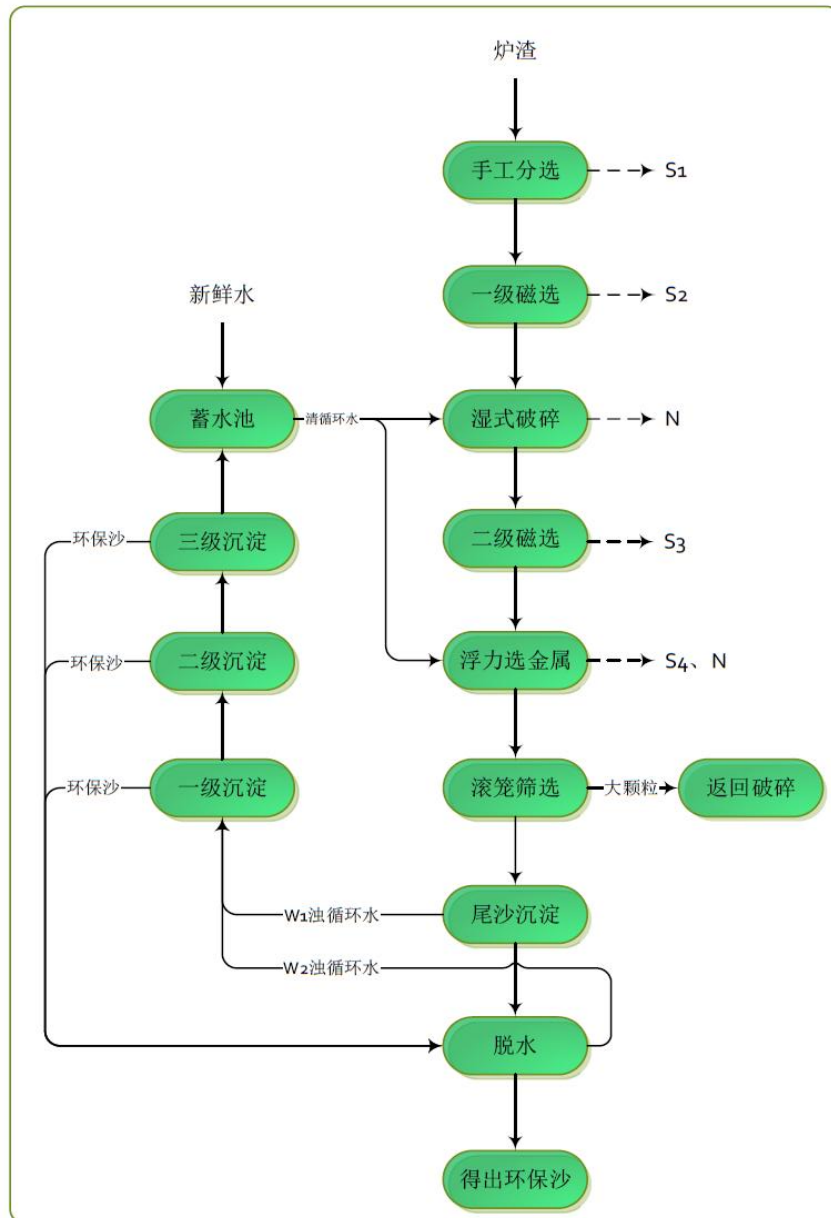 炉渣
手工分选
S1
一级磁选
S2
新鲜水
蓄水池
清循环水
湿式破碎
N
环保沙
三级沉淀
二级磁选
S3
环保沙
二级沉淀
浮力选金属
S4、N
环保沙
一级沉淀
滚笼筛选
大颗粒
返回破碎
W1浊循环水
尾沙沉淀
W2浊循环水
脱水
得出环保沙